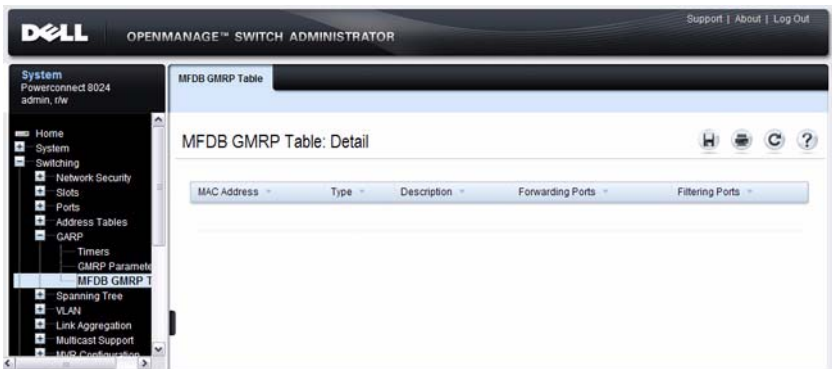 DELL
OPENMANAGE™ SWITCH ADMINISTRATOR
Support | About | Log Out
System
Powerconnect 8024
admin, r/w
MFDB GMRP Table
Home
System
Switching
Network Security
Slots
Ports
Address Tables
GARP
Timers
GMRP Paramete
MFDB GMRP T
Spanning Tree
VLAN
Link Aggregation
Multicast Support
MVR Configuration
MFDB GMRP Table: Detail
MAC Address
Type
Description
Forwarding Ports
Filtering Ports